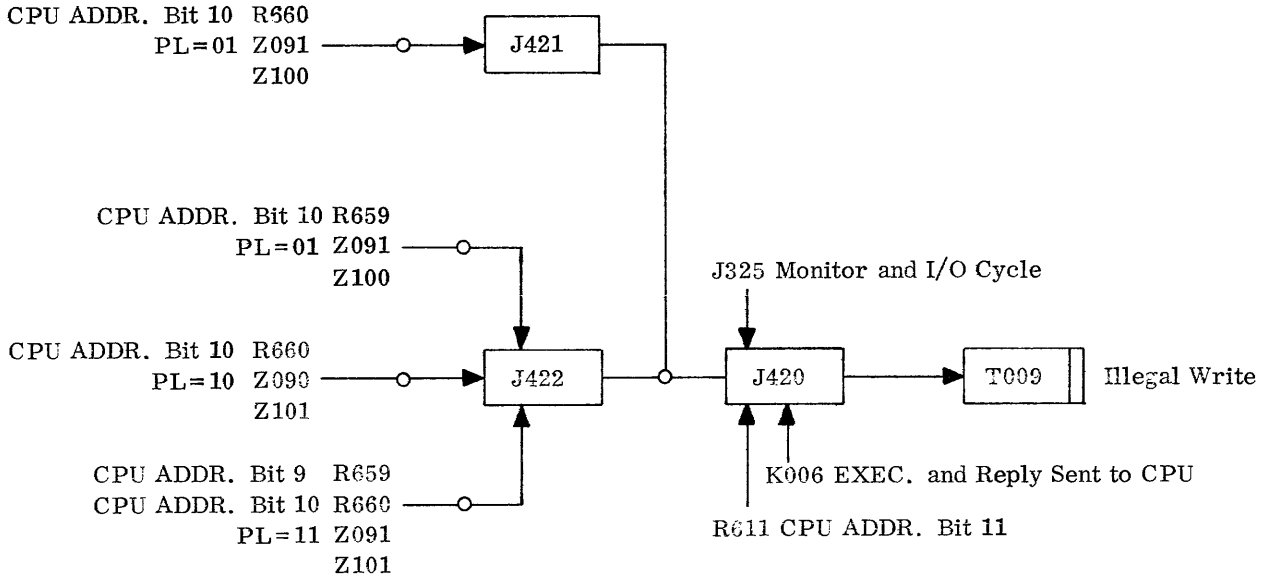 CPU ADDR. Bit 10 R660
PL=01 Z091
Z100
J421
CPU ADDR. Bit 10 R659
PL=01 Z091
Z100
J325 Monitor and I/O Cycle
CPU ADDR. Bit 10 R660
PL=10 Z090
Z101
J422
J420
T009
Illegal Write
CPU ADDR. Bit 9 R659
CPU ADDR. Bit 10 R660
PL=11 Z091
Z101
K006 EXEC. and Reply Sent to CPU
R611 CPU ADDR. Bit 11